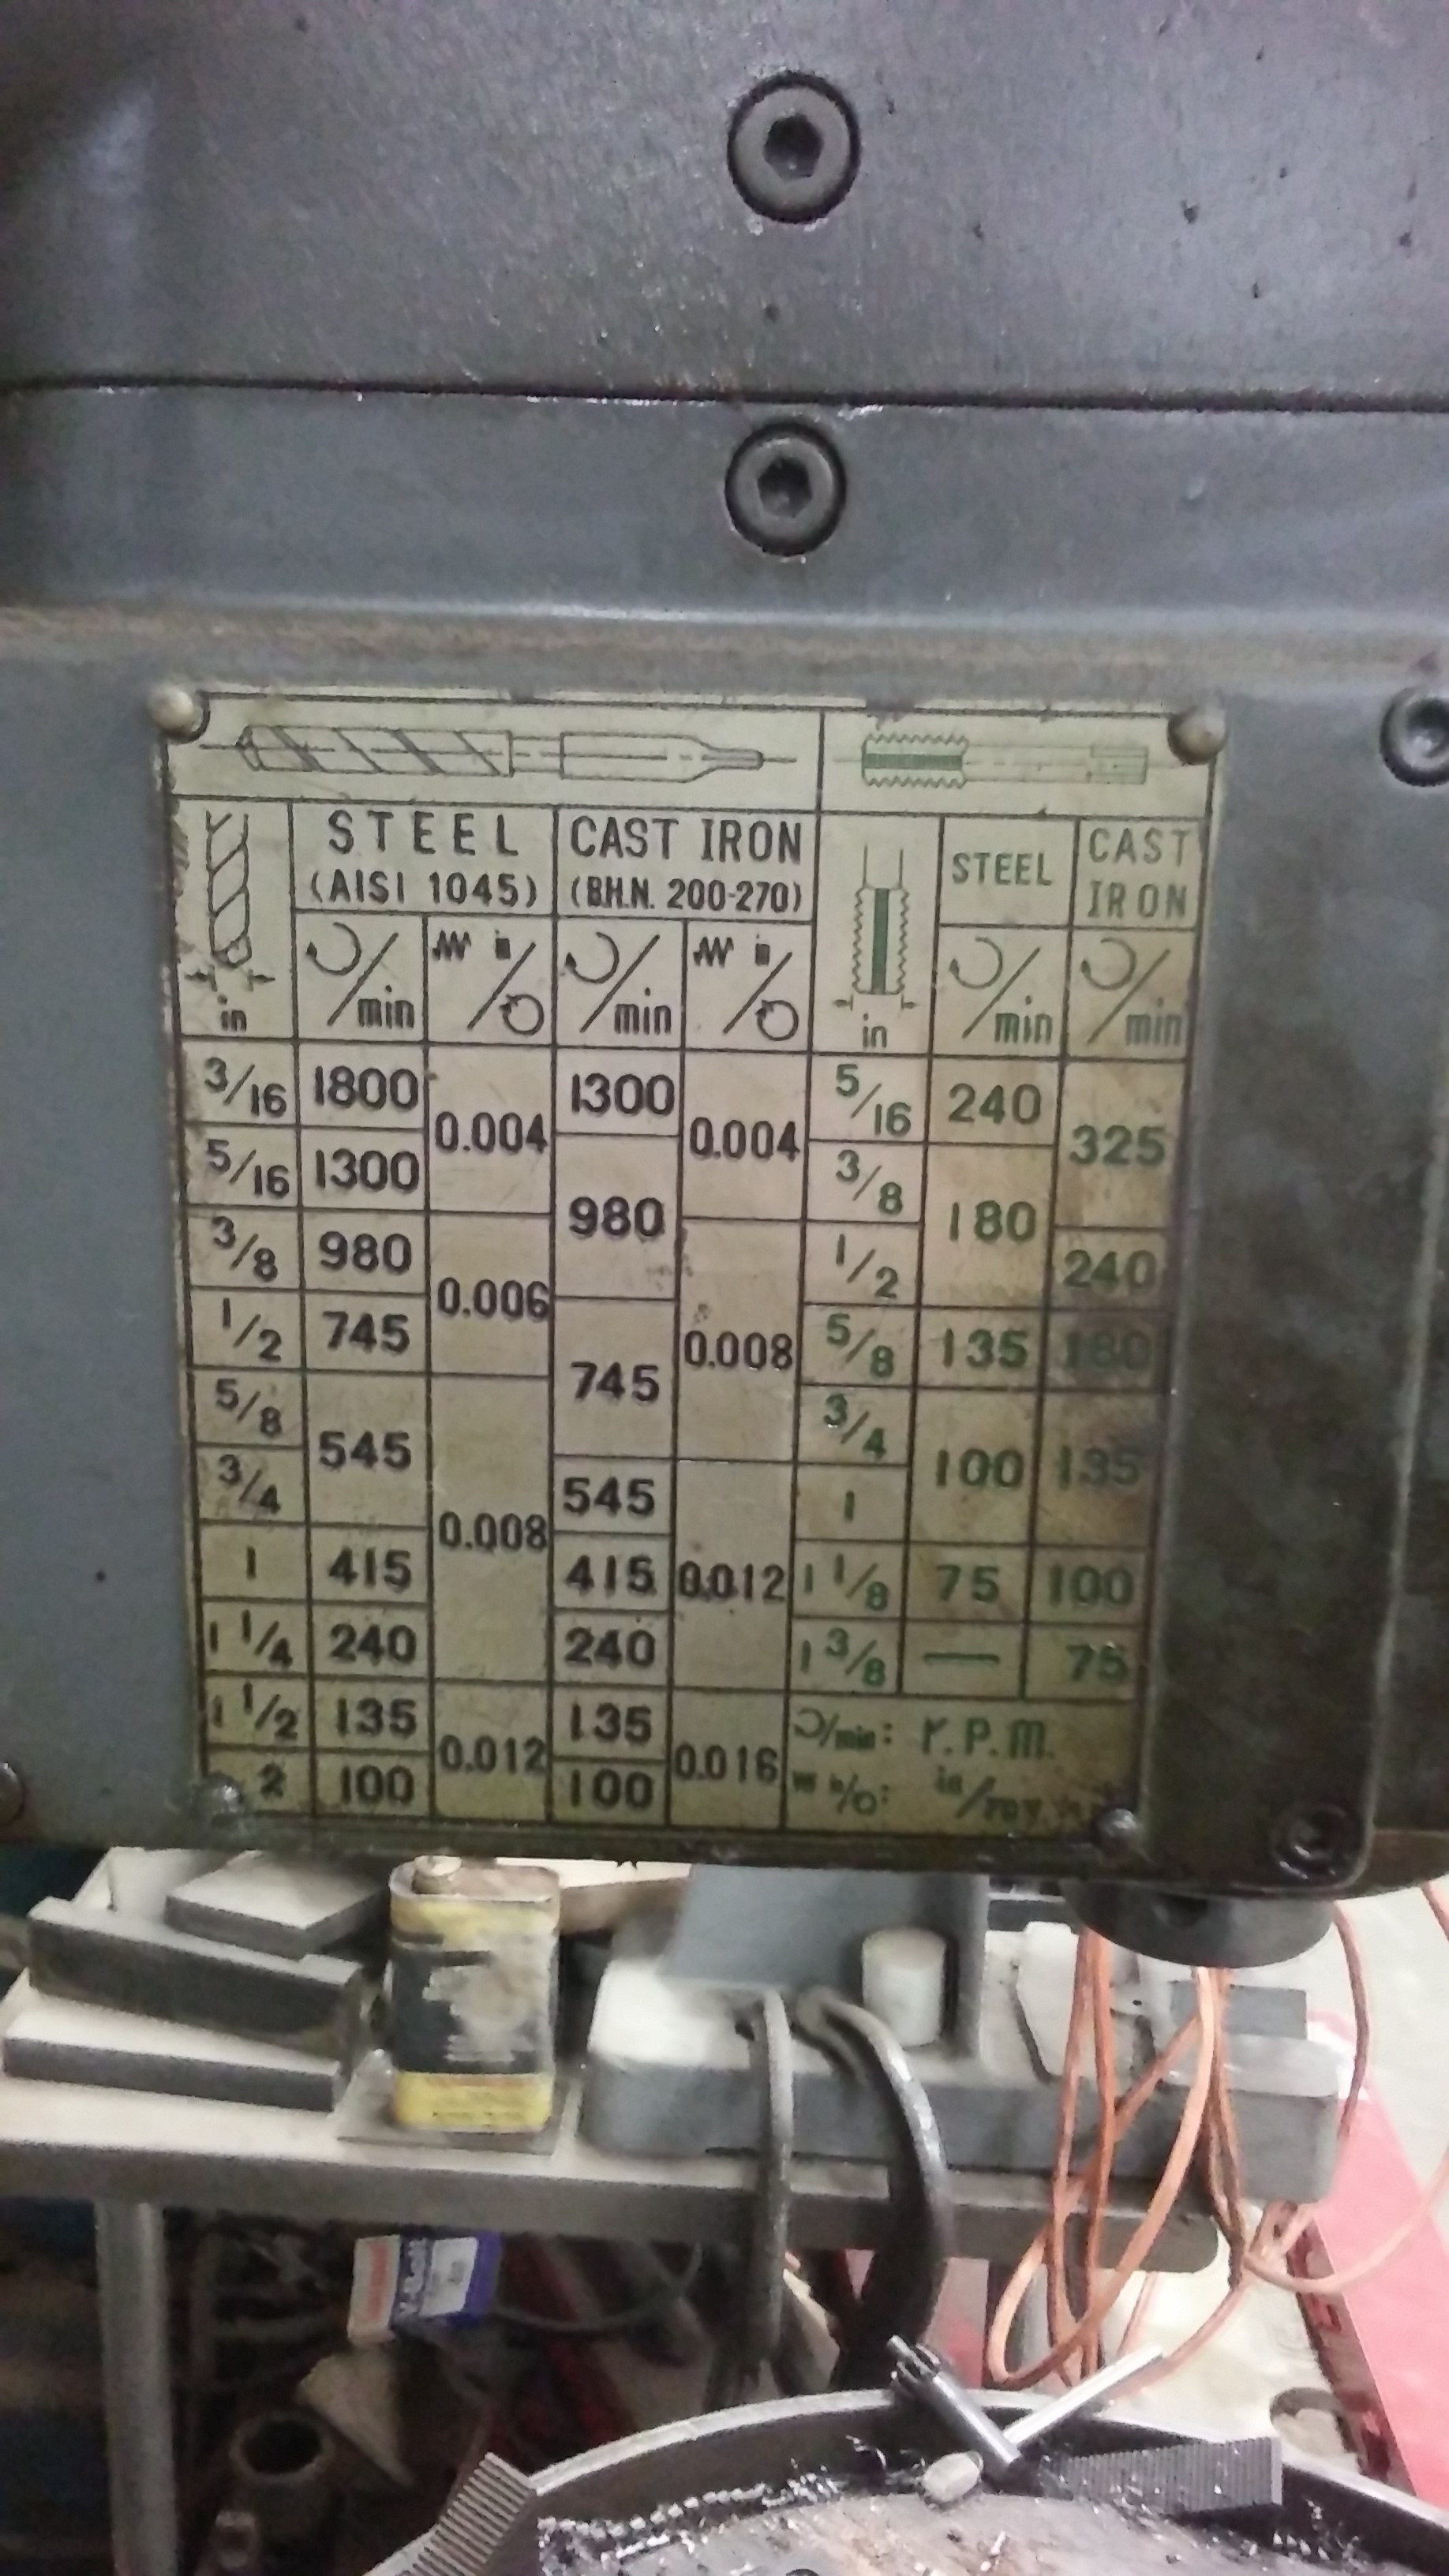 STEEL CAST IRON STEEL CAST IRON
(AISI 1045) (B.H.N. 200-270)
in /min in/ /min in/ in /min /min
3/16 1800 0.004 1300 0.004 5/16 240 325
5/16 1300 980 3/8 180
3/8 980 0.006 0.008 1/2 240
1/2 745 745 5/8 135 180
5/8 545 0.008 3/4 100 135
3/4 545 0.012 1
1 415 415 1 1/8 75 100
1 1/4 240 240 1 3/8 — 75
1 1/2 135 0.012 135 0.016 /min: r.P.m.
2 100 100 in/rev